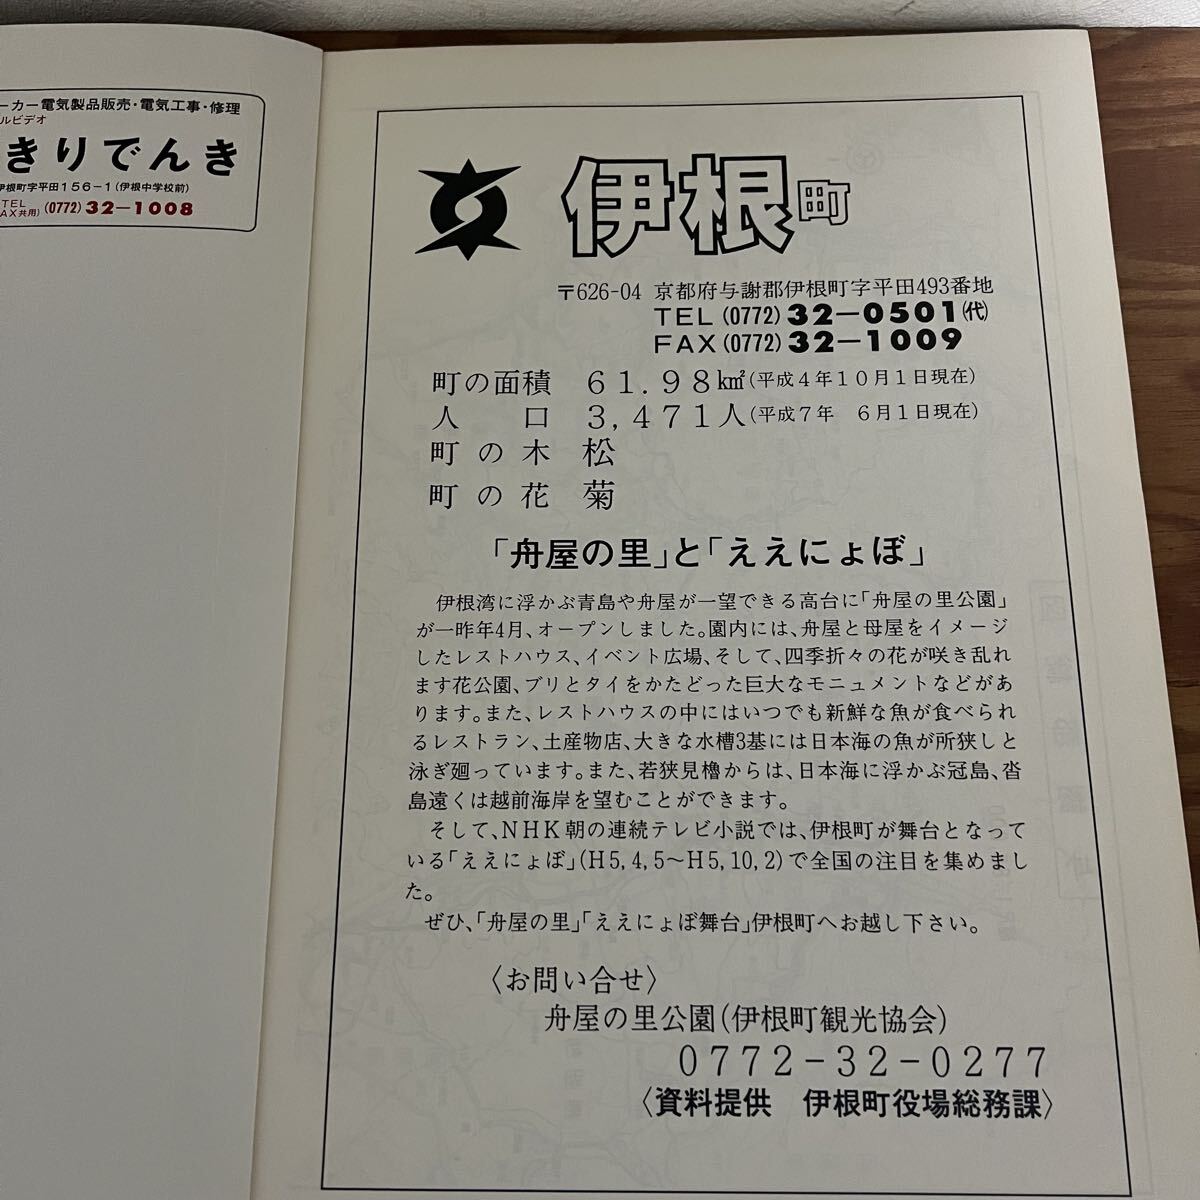 ーカー電気製品販売・電気工事・修理
ルビデオ
きりでんき
伊根町字平田156-1(伊根中学校前)
TEL
AX共用) (0772) 32-1008
伊根町
〒626-04 京都府与謝郡伊根町字平田493番地
TEL (0772) 32-0501(代)
FAX (0772) 32-1009
町の面積 61.98㎢(平成4年10月1日現在)
人口 3,471人(平成7年 6月1日現在)
町の木 松
町の花 菊
「舟屋の里」と「ええにょぼ」
伊根湾に浮かぶ青島や舟屋が一望できる高台に「舟屋の里公園」
が一昨年4月、オープンしました。園内には、舟屋と母屋をイメージ
したレストハウス、イベント広場、そして、四季折々の花が咲き乱れ
ます花公園、ブリとタイをかたどった巨大なモニュメントなどがあ
ります。また、レストハウスの中にはいつでも新鮮な魚が食べられ
るレストラン、土産物店、大きな水槽3基には日本海の魚が所狭しと
泳ぎ廻っています。また、若狭見櫓からは、日本海に浮かぶ冠島、沓
島遠くは越前海岸を望むことができます。
そして、NHK朝の連続テレビ小説では、伊根町が舞台となって
いる「ええにょぼ」(H5,4,5〜H5,10,2)で全国の注目を集めまし
た。
ぜひ、「舟屋の里」「ええにょぼ舞台」伊根町へお越し下さい。
〈お問い合せ〉
舟屋の里公園(伊根町観光協会)
0772-32-0277
〈資料提供 伊根町役場総務課〉